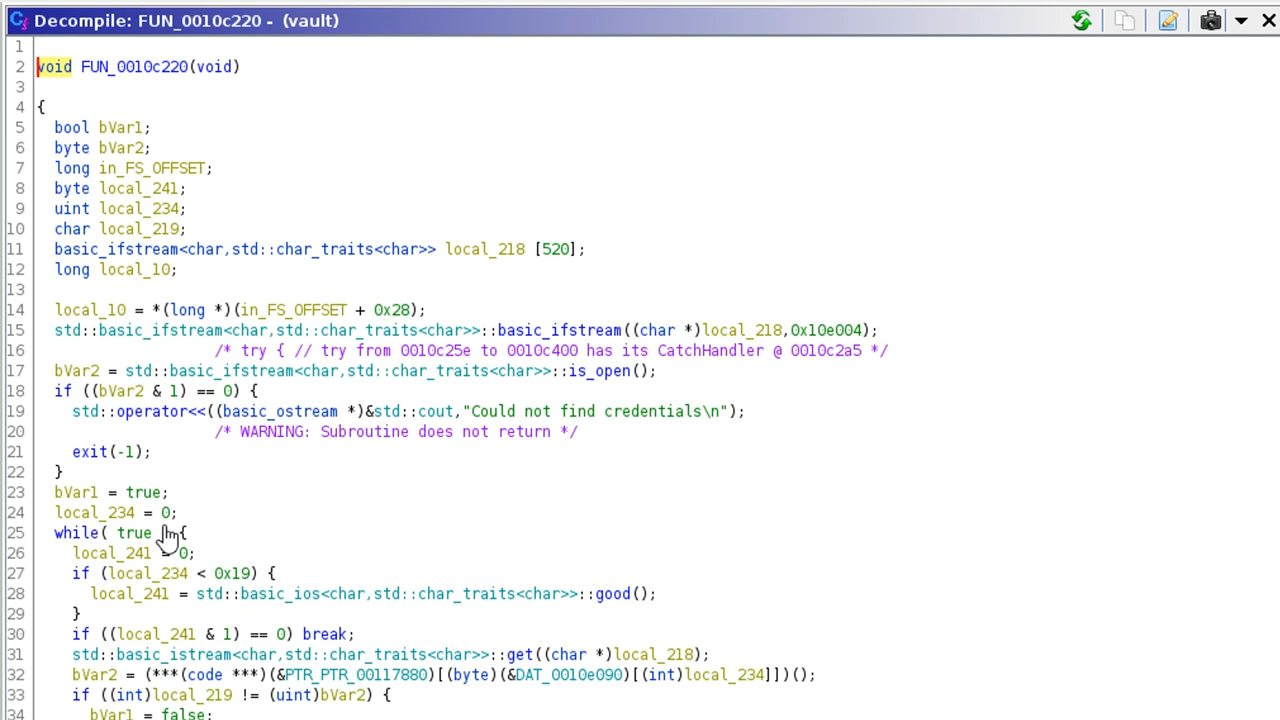 Decompile: FUN_0010c220 - (vault)
1
2 void FUN_0010c220(void)
3
4 {
5 bool bVar1;
6 byte bVar2;
7 long in_FS_OFFSET;
8 byte local_241;
9 uint local_234;
10 char local_219;
11 basic_ifstream<char,std::char_traits<char>> local_218 [520];
12 long local_10;
13
14 local_10 = *(long *)(in_FS_OFFSET + 0x28);
15 std::basic_ifstream<char,std::char_traits<char>>::basic_ifstream((char *)local_218,0x10e004);
16 /* try { // try from 0010c25e to 0010c400 has its CatchHandler @ 0010c2a5 */
17 bVar2 = std::basic_ifstream<char,std::char_traits<char>>::is_open();
18 if ((bVar2 & 1) == 0) {
19 std::operator<<((basic_ostream *)&std::cout,"Could not find credentials\n");
20 /* WARNING: Subroutine does not return */
21 exit(-1);
22 }
23 bVar1 = true;
24 local_234 = 0;
25 while( true {
26 local_241 = 0;
27 if (local_234 < 0x19) {
28 local_241 = std::basic_ios<char,std::char_traits<char>>::good();
29 }
30 if ((local_241 & 1) == 0) break;
31 std::basic_istream<char,std::char_traits<char>>::get((char *)local_218);
32 bVar2 = (***(code ***)(&PTR_PTR_00117880)[(byte)(&DAT_0010e090)[(int)local_234]])();
33 if ((int)local_219 != (uint)bVar2) {
34 bVar1 = false;